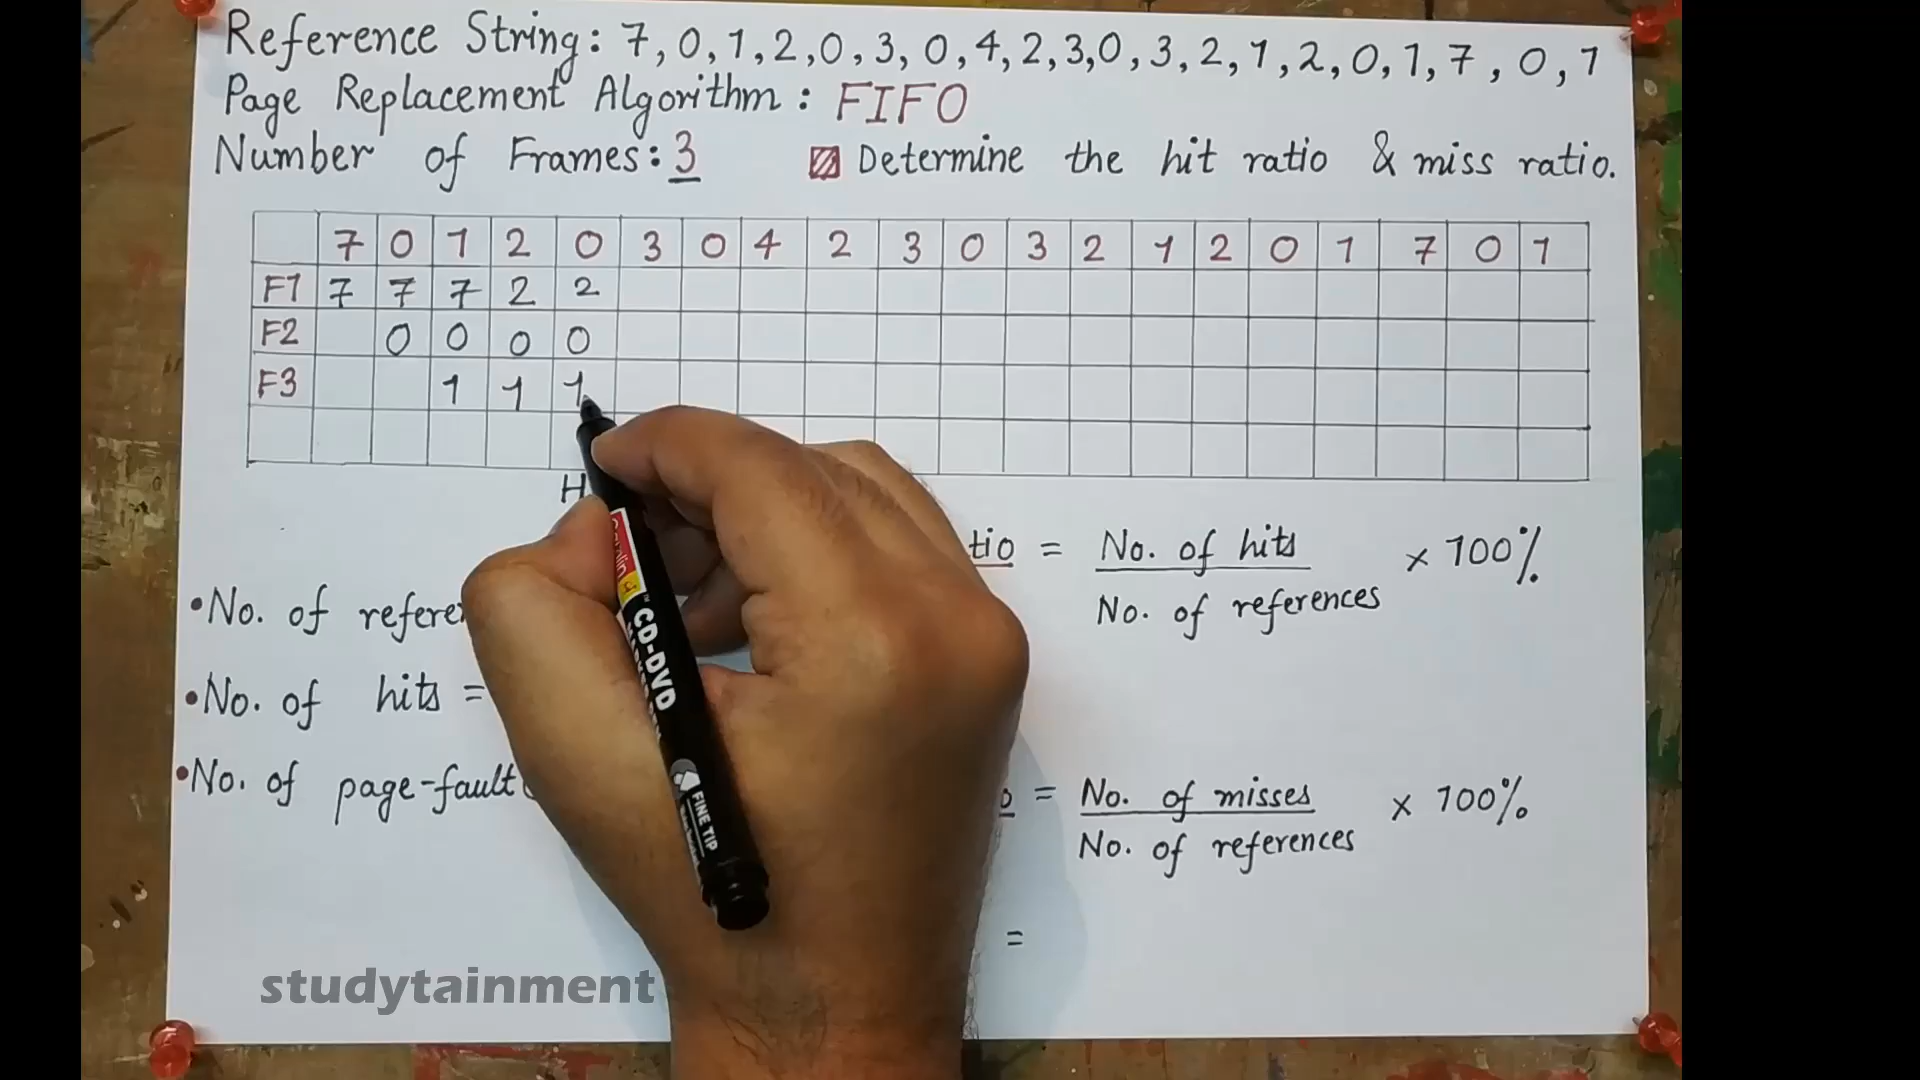 Reference String: 7, 0, 1, 2, 0, 3, 0, 4, 2, 3, 0, 3, 2, 1, 2, 0, 1, 7, 0, 1
Page Replacement Algorithm: FIFO
Number of Frames: 3 Determine the hit ratio & miss ratio.
7 0 1 2 0 3 0 4 2 3 0 3 2 1 2 0 1 7 0 1
F1 7 7 7 2 2
F2 0 0 0 0
F3 1 1 1
H
= No. of hits × 100%
No. of references
• No. of
• No. of hits =
• No. of page-fault
= No. of misses × 100%
No. of references
=
CD-DVD
FINE TIP
studytainment